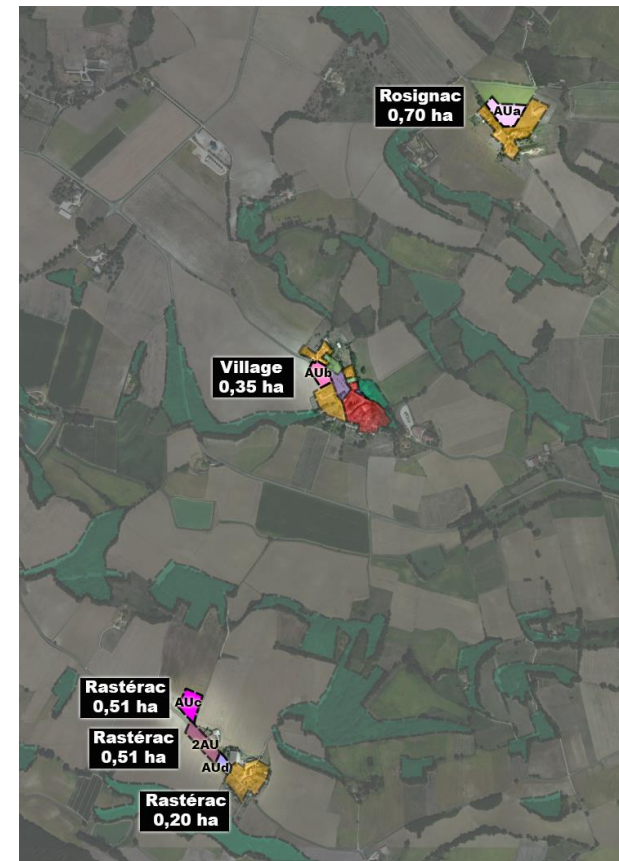 Rosignac
0,70 ha
AUa
Village
0,35 ha
AUb
Rastérac
0,51 ha
AUc
Rastérac
0,51 ha
2AU
AUd
Rastérac
0,20 ha